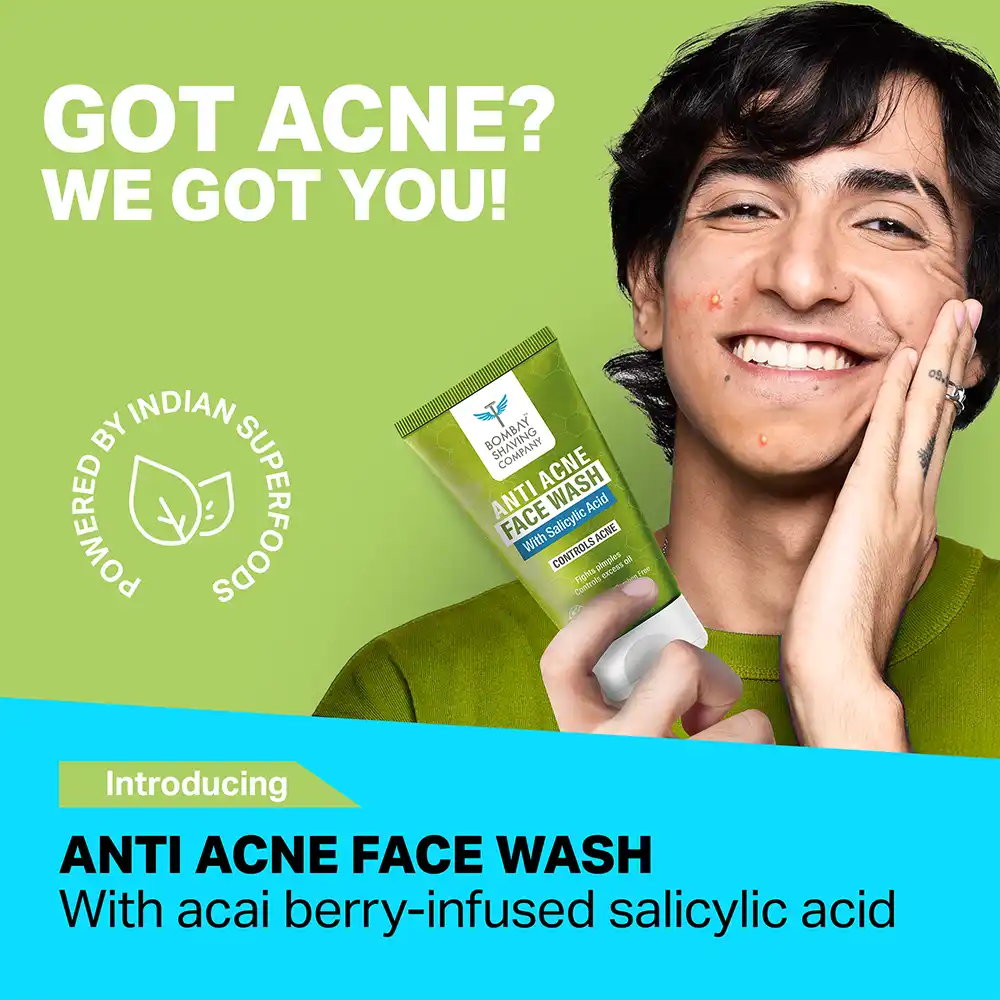 GOT ACNE?
WE GOT YOU!
POWERED BY INDIAN SUPERFOODS
BOMBAY
SHAVING
COMPANY
ANTI ACNE
FACE WASH
With Salicylic Acid
CONTROLS ACNE
Fights pimples
Controls excess oil
Free
Introducing
ANTI ACNE FACE WASH
With acai berry-infused salicylic acid